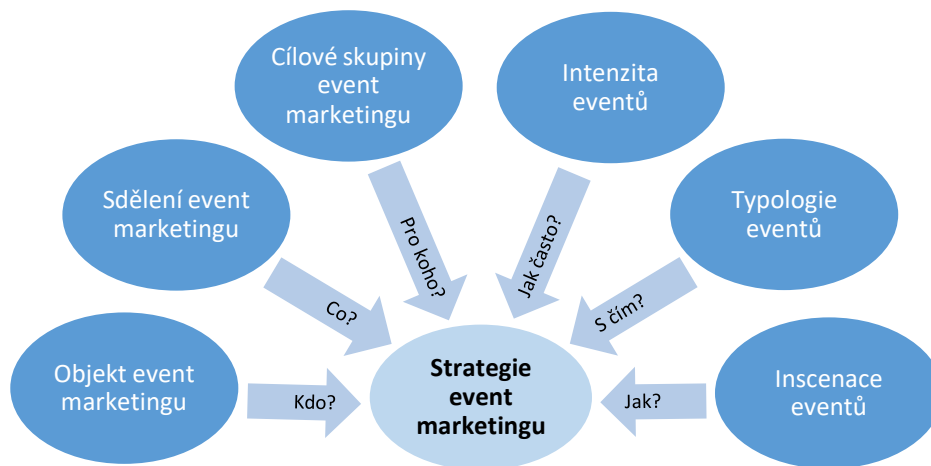 Cílové skupiny
event
marketingu
Intenzita
eventů
Sdělení event
marketingu
Typologie
eventů
Pro koho?
Jak často?
Co?
S čím?
Objekt event
marketingu
Kdo?
Strategie
event
marketingu
Jak?
Inscenace
eventů